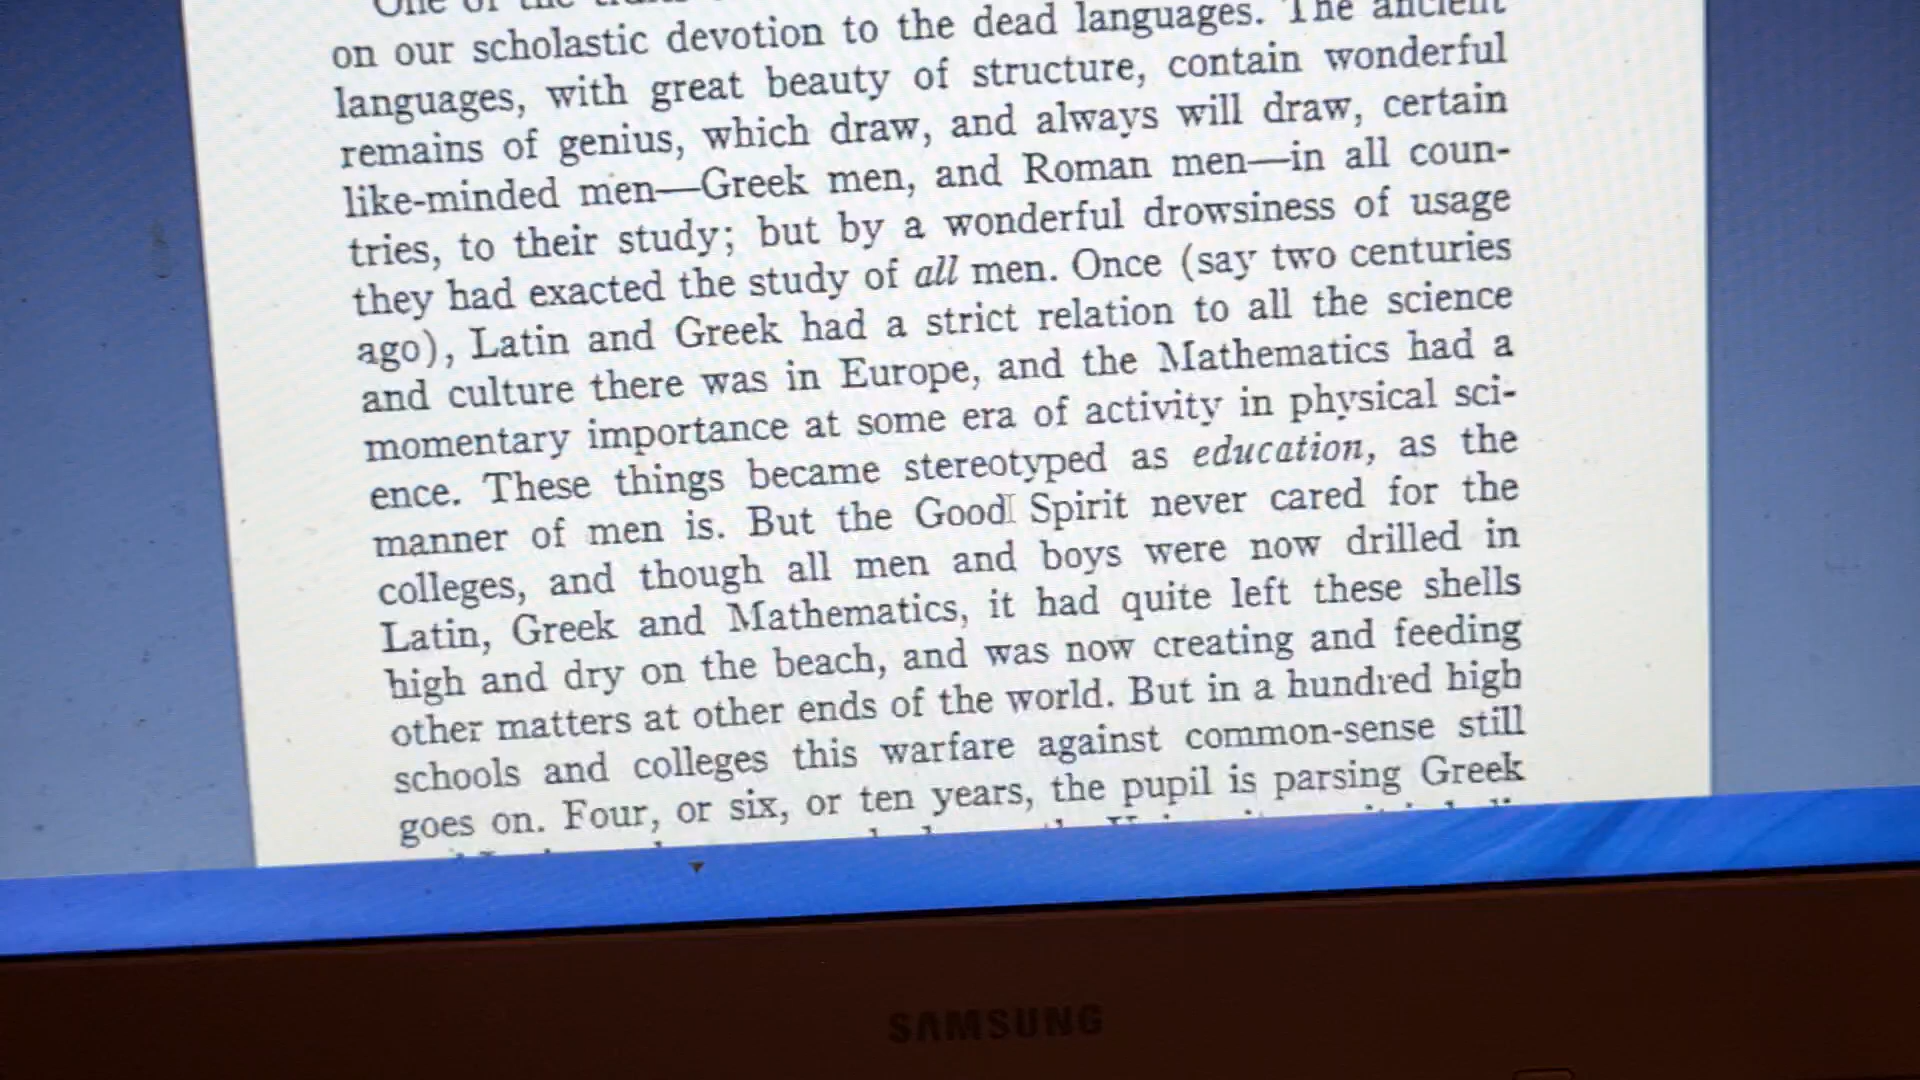 One of the
on our scholastic devotion to the dead languages. The ancient
languages, with great beauty of structure, contain wonderful
remains of genius, which draw, and always will draw, certain
like-minded men—Greek men, and Roman men—in all coun-
tries, to their study; but by a wonderful drowsiness of usage
they had exacted the study of all men. Once (say two centuries
ago), Latin and Greek had a strict relation to all the science
and culture there was in Europe, and the Mathematics had a
momentary importance at some era of activity in physical sci-
ence. These things became stereotyped as education, as the
manner of men is. But the Good Spirit never cared for the
colleges, and though all men and boys were now drilled in
Latin, Greek and Mathematics, it had quite left these shells
high and dry on the beach, and was now creating and feeding
other matters at other ends of the world. But in a hundred high
schools and colleges this warfare against common-sense still
goes on. Four, or six, or ten years, the pupil is parsing Greek
SAMSUNG